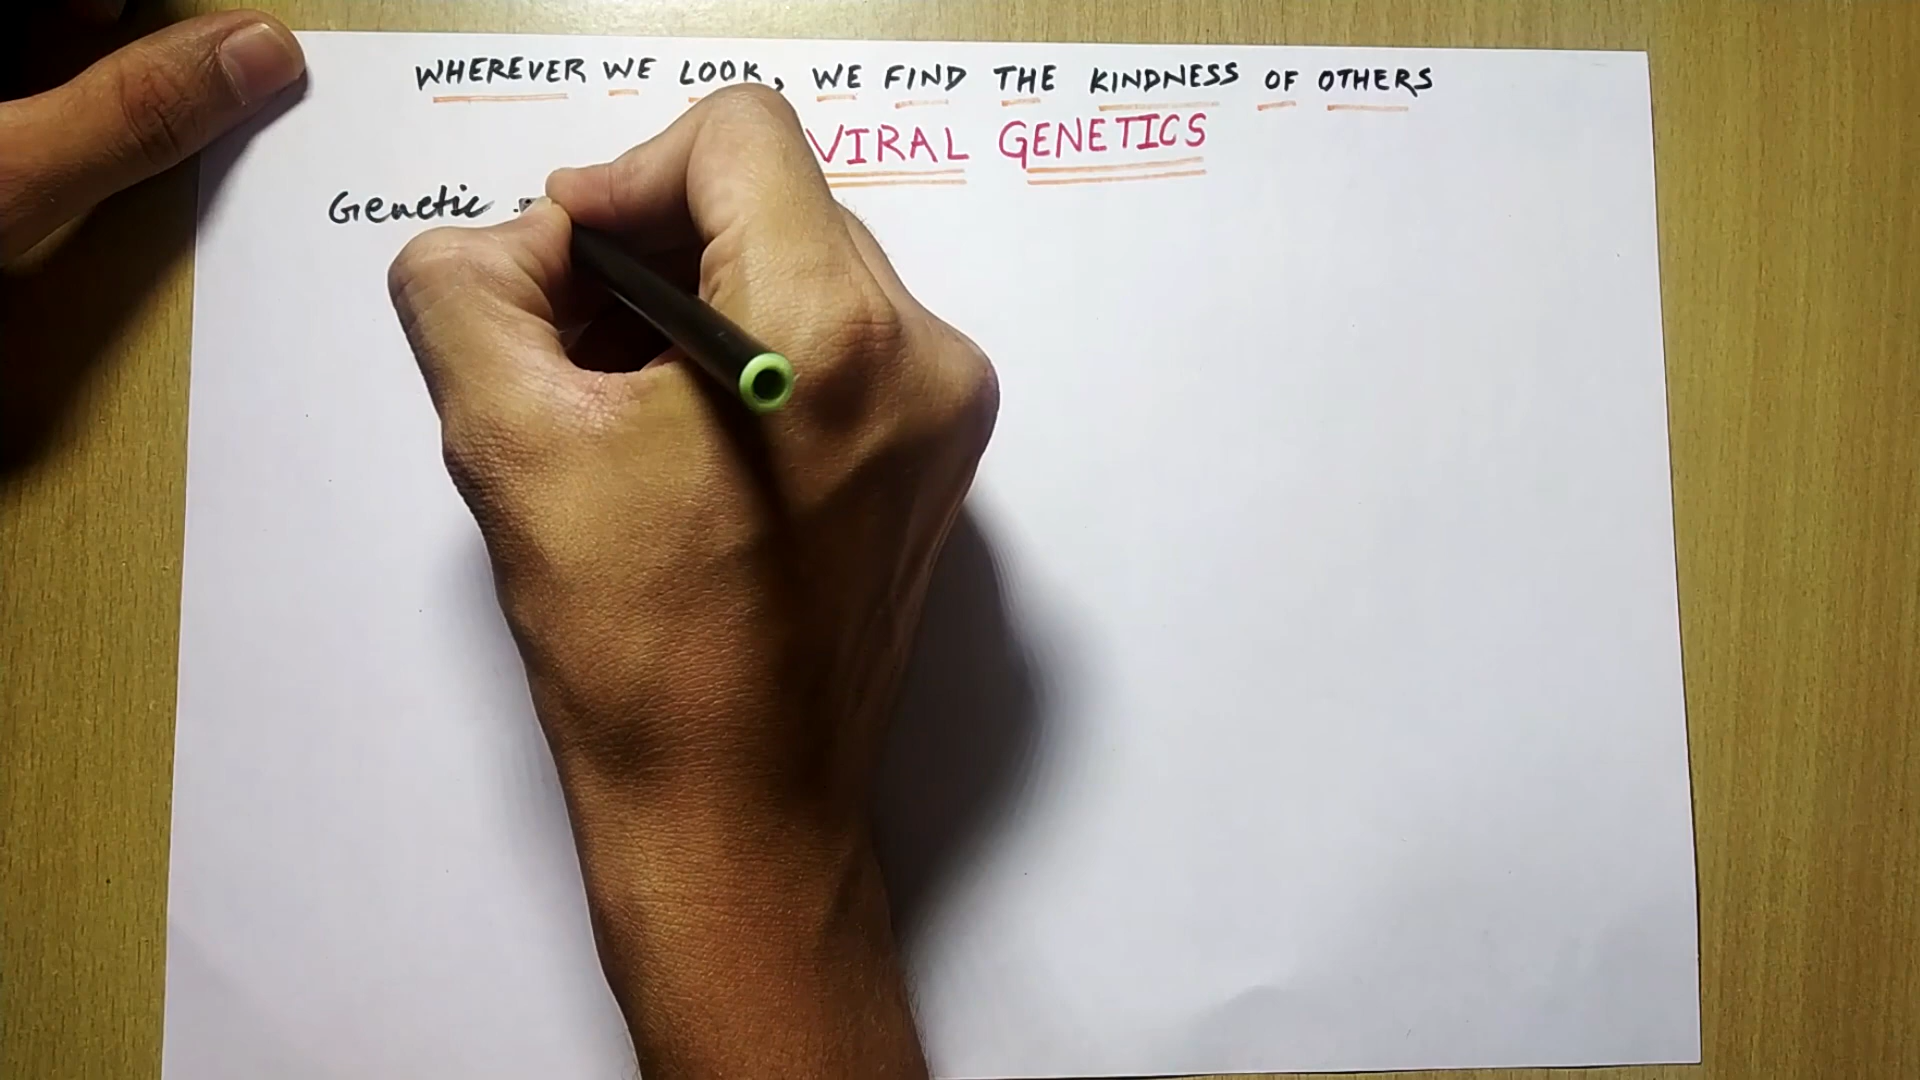 WHEREVER WE LOOK, WE FIND THE KINDNESS OF OTHERS
VIRAL GENETICS
Genetic